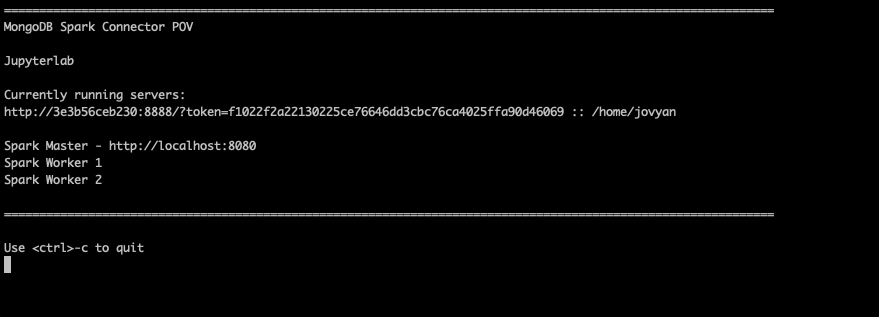 ================================================================================================================
MongoDB Spark Connector POV
Jupyterlab
Currently running servers:
http://3e3b56ceb230:8888/?token=f1022f2a22130225ce76646dd3cbc76ca4025ffa90d46069 :: /home/jovyan
Spark Master - http://localhost:8080
Spark Worker 1
Spark Worker 2
================================================================================================================
Use <ctrl>-c to quit